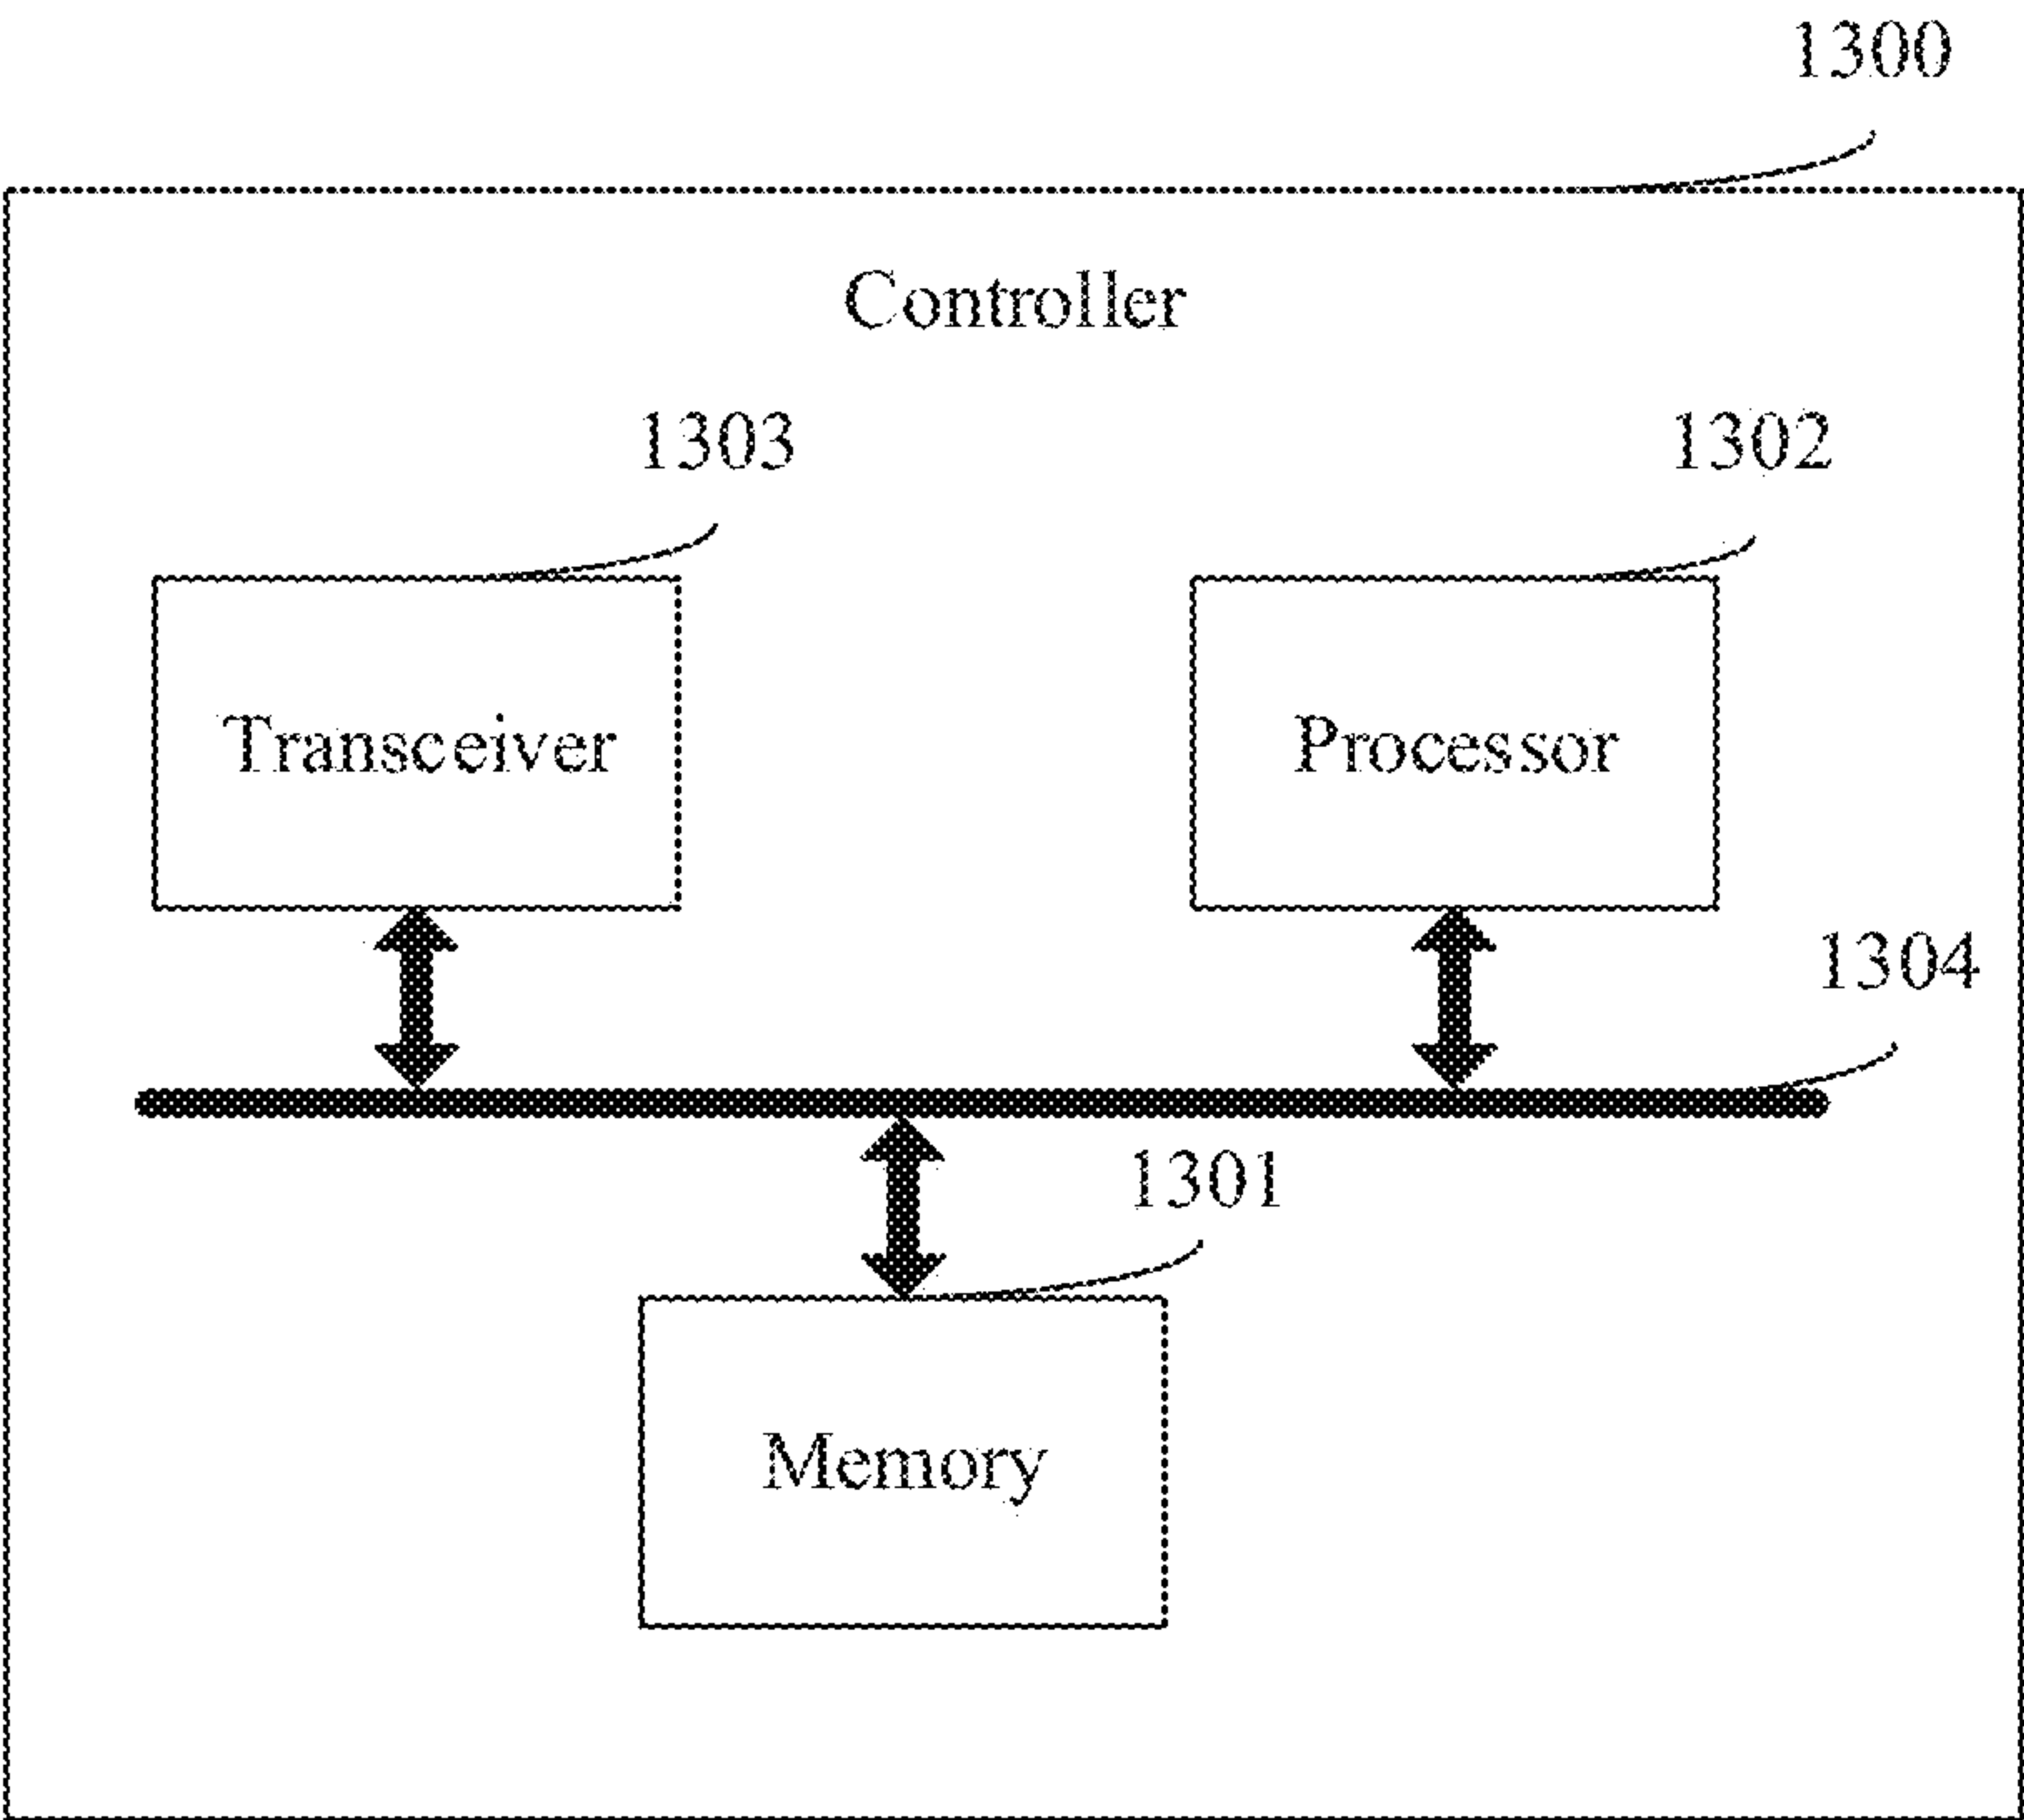 1300
Controller
1303
1302
Transceiver
Processor
1304
1301
Memory